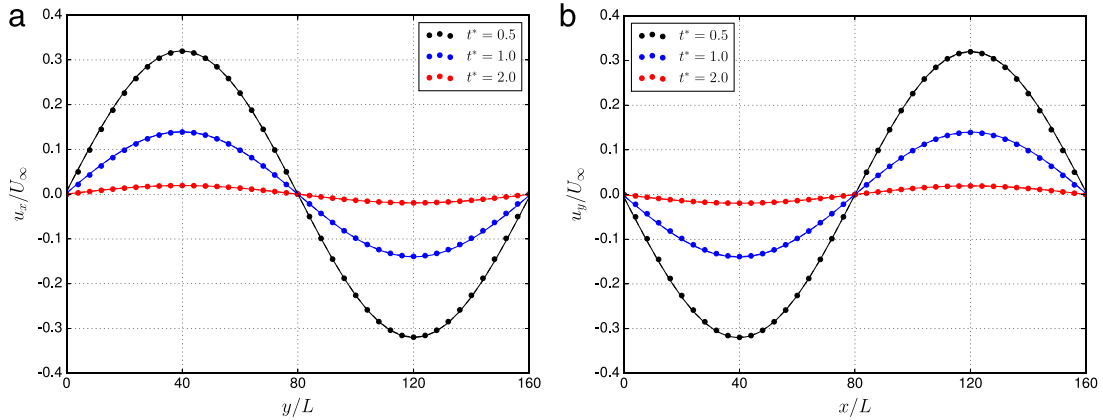 a
0.4
0.3
0.2
0.1
0.0
-0.1
-0.2
-0.3
-0.4
u_x/U_∞
0 40 80 120 160
y/L
t* = 0.5
t* = 1.0
t* = 2.0
b
0.4
0.3
0.2
0.1
0.0
-0.1
-0.2
-0.3
-0.4
u_y/U_∞
0 40 80 120 160
x/L
t* = 0.5
t* = 1.0
t* = 2.0